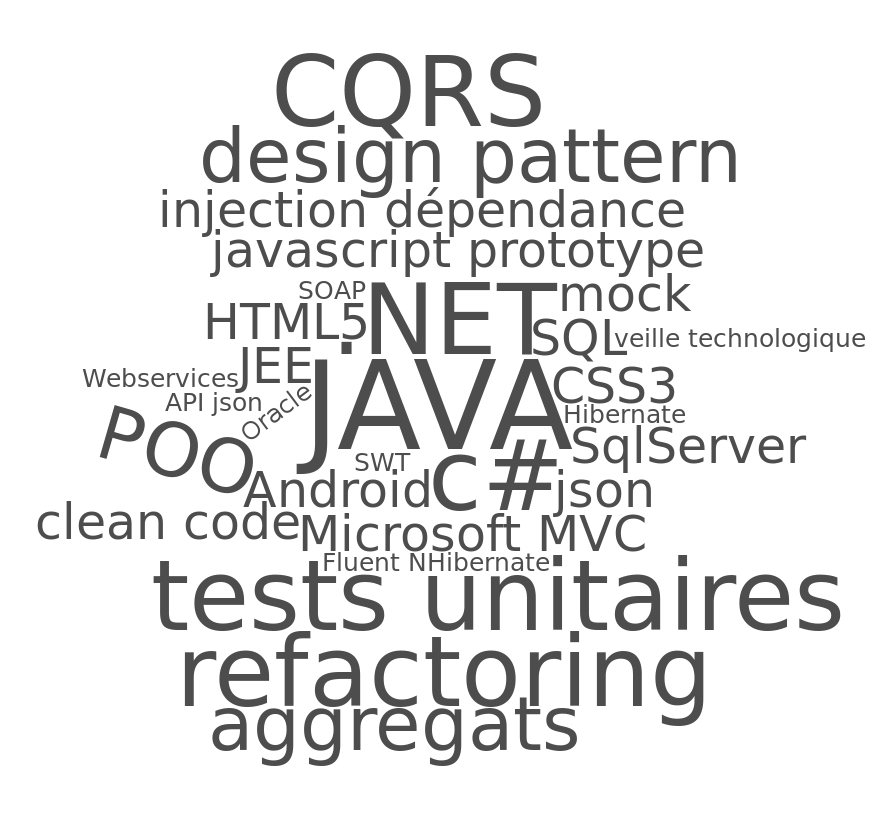 CQRS
design pattern
injection dépendance
javascript prototype
SOAP
.NET
mock
HTML5
SQL
veille technologique
JEE
Webservices
JAVA
CSS3
API json
Oracle
Hibernate
POO
SqlServer
SWT
c#
Android
json
clean code
Microsoft MVC
Fluent NHibernate
tests unitaires
refactoring
aggregats